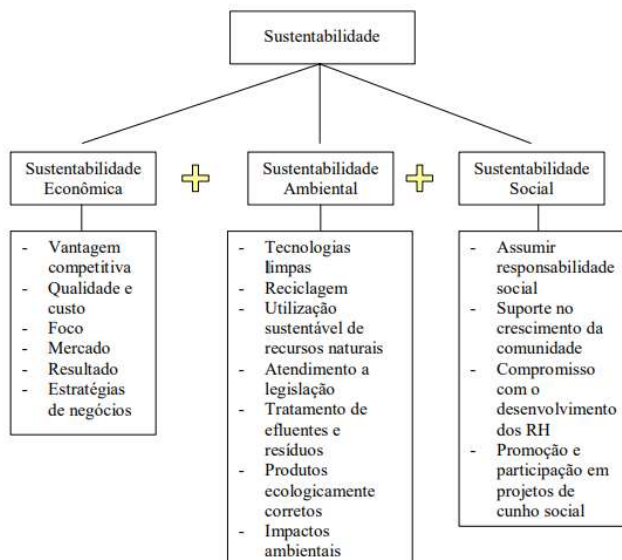 Sustentabilidade
Sustentabilidade
Econômica
Sustentabilidade
Ambiental
Sustentabilidade
Social
- Vantagem
competitiva
- Qualidade e
custo
- Foco
- Mercado
- Resultado
- Estratégias
de negócios
- Tecnologias
limpas
- Reciclagem
- Utilização
sustentável de
recursos naturais
- Atendimento a
legislação
- Tratamento de
efluentes e
resíduos
- Produtos
ecologicamente
corretos
- Impactos
ambientais
- Assumir
responsabilidade
social
- Suporte no
crescimento da
comunidade
- Compromisso
com o
desenvolvimento
dos RH
- Promoção e
participação em
projetos de
cunho social